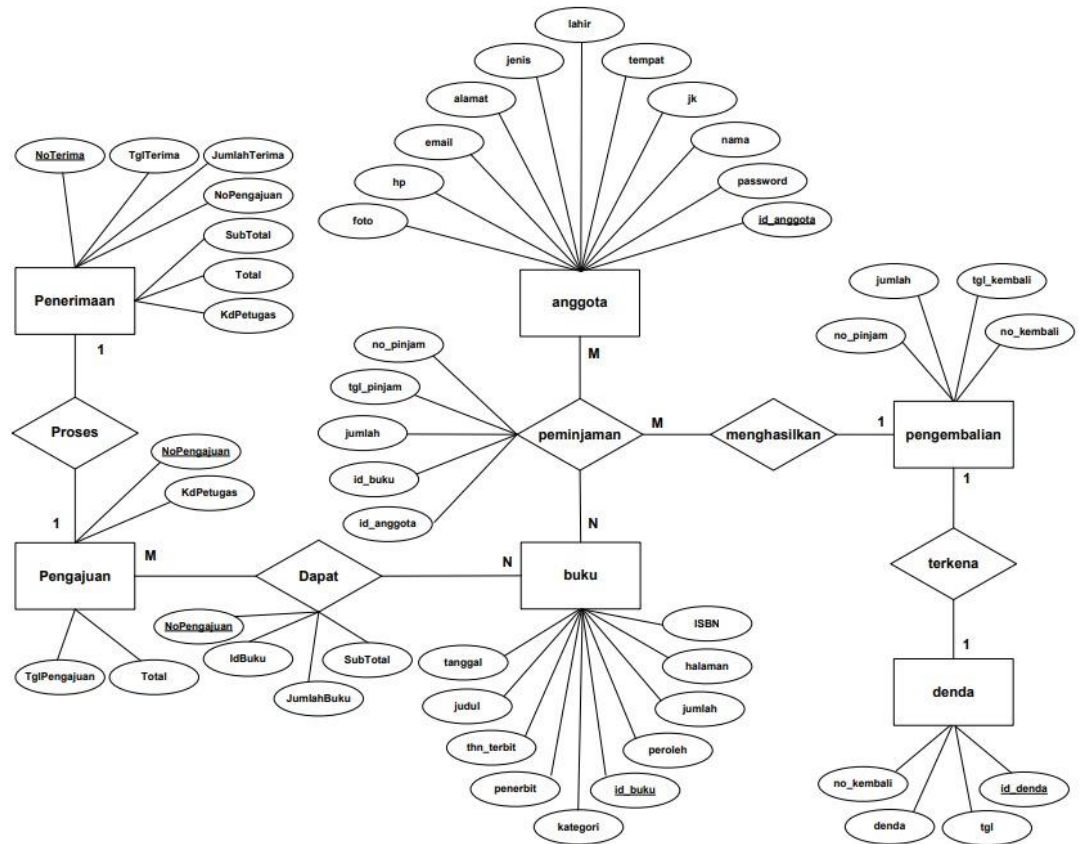 lahir
jenis
tempat
alamat
jk
email
nama
hp
password
foto
id_anggota
anggota
NoTerima
TglTerima
JumlahTerima
NoPengajuan
SubTotal
Total
KdPetugas
Penerimaan
1
Proses
1
NoPengajuan
KdPetugas
Pengajuan
TglPengajuan
Total
M
Dapat
N
NoPengajuan
IdBuku
JumlahBuku
SubTotal
M
no_pinjam
tgl_pinjam
jumlah
id_buku
id_anggota
peminjaman
M
menghasilkan
1
N
buku
ISBN
tanggal
halaman
judul
jumlah
thn_terbit
peroleh
penerbit
id_buku
kategori
jumlah
tgl_kembali
no_pinjam
no_kembali
pengembalian
1
terkena
1
denda
no_kembali
id_denda
denda
tgl